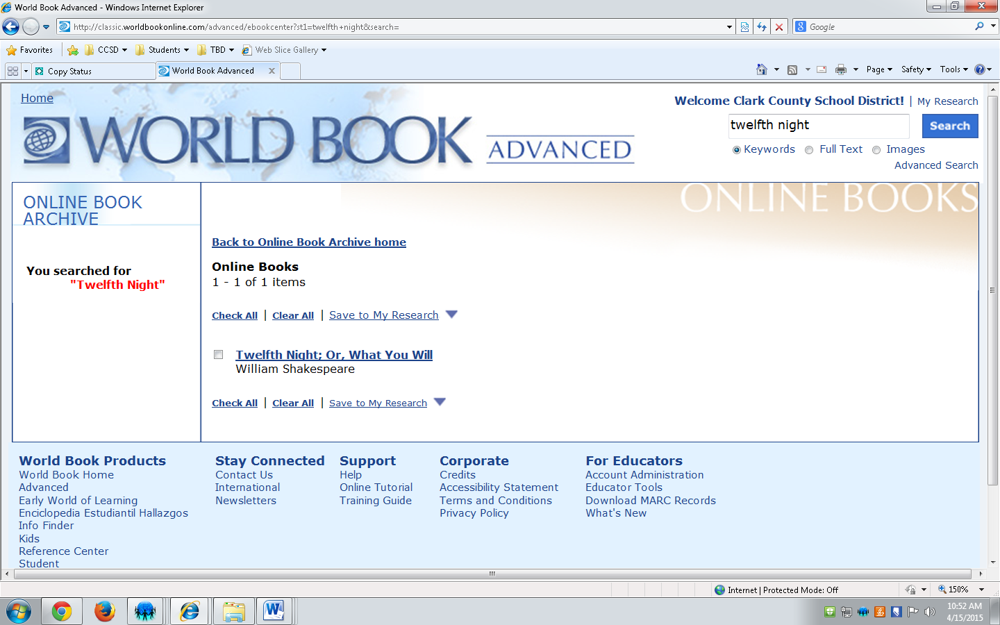 World Book Advanced - Windows Internet Explorer
http://classic.worldbookonline.com/advanced/ebookcenter?st1=twelfth+night&search=
Google
Favorites
CCSD
Students
TBD
Web Slice Gallery
Copy Status
World Book Advanced
Page
Safety
Tools
Home
WORLD BOOK ADVANCED
Welcome Clark County School District! | My Research
twelfth night
Search
Keywords Full Text Images
Advanced Search
ONLINE BOOK
ARCHIVE
ONLINE BOOKS
You searched for
"Twelfth Night"
Back to Online Book Archive home
Online Books
1 - 1 of 1 items
Check All | Clear All | Save to My Research
Twelfth Night; Or, What You Will
William Shakespeare
Check All | Clear All | Save to My Research
World Book Products
World Book Home
Advanced
Early World of Learning
Enciclopedia Estudiantil Hallazgos
Info Finder
Kids
Reference Center
Student
Stay Connected
Contact Us
International
Newsletters
Support
Help
Online Tutorial
Training Guide
Corporate
Credits
Accessibility Statement
Terms and Conditions
Privacy Policy
For Educators
Account Administration
Educator Tools
Download MARC Records
What's New
Internet | Protected Mode: Off
150%
10:52 AM
4/15/2015